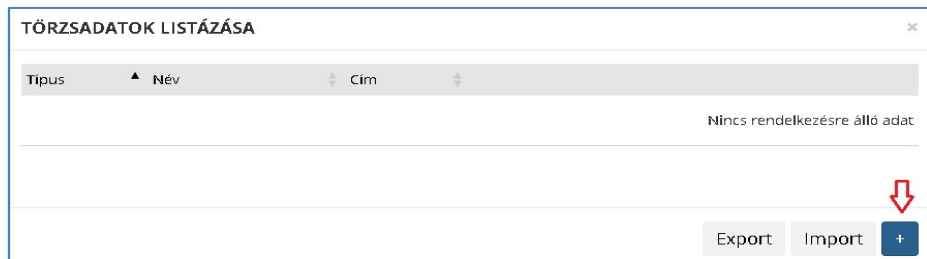 TÖRZSADATOK LISTÁZÁSA ×
Típus Név Cím
Nincs rendelkezésre álló adat
Export Import +